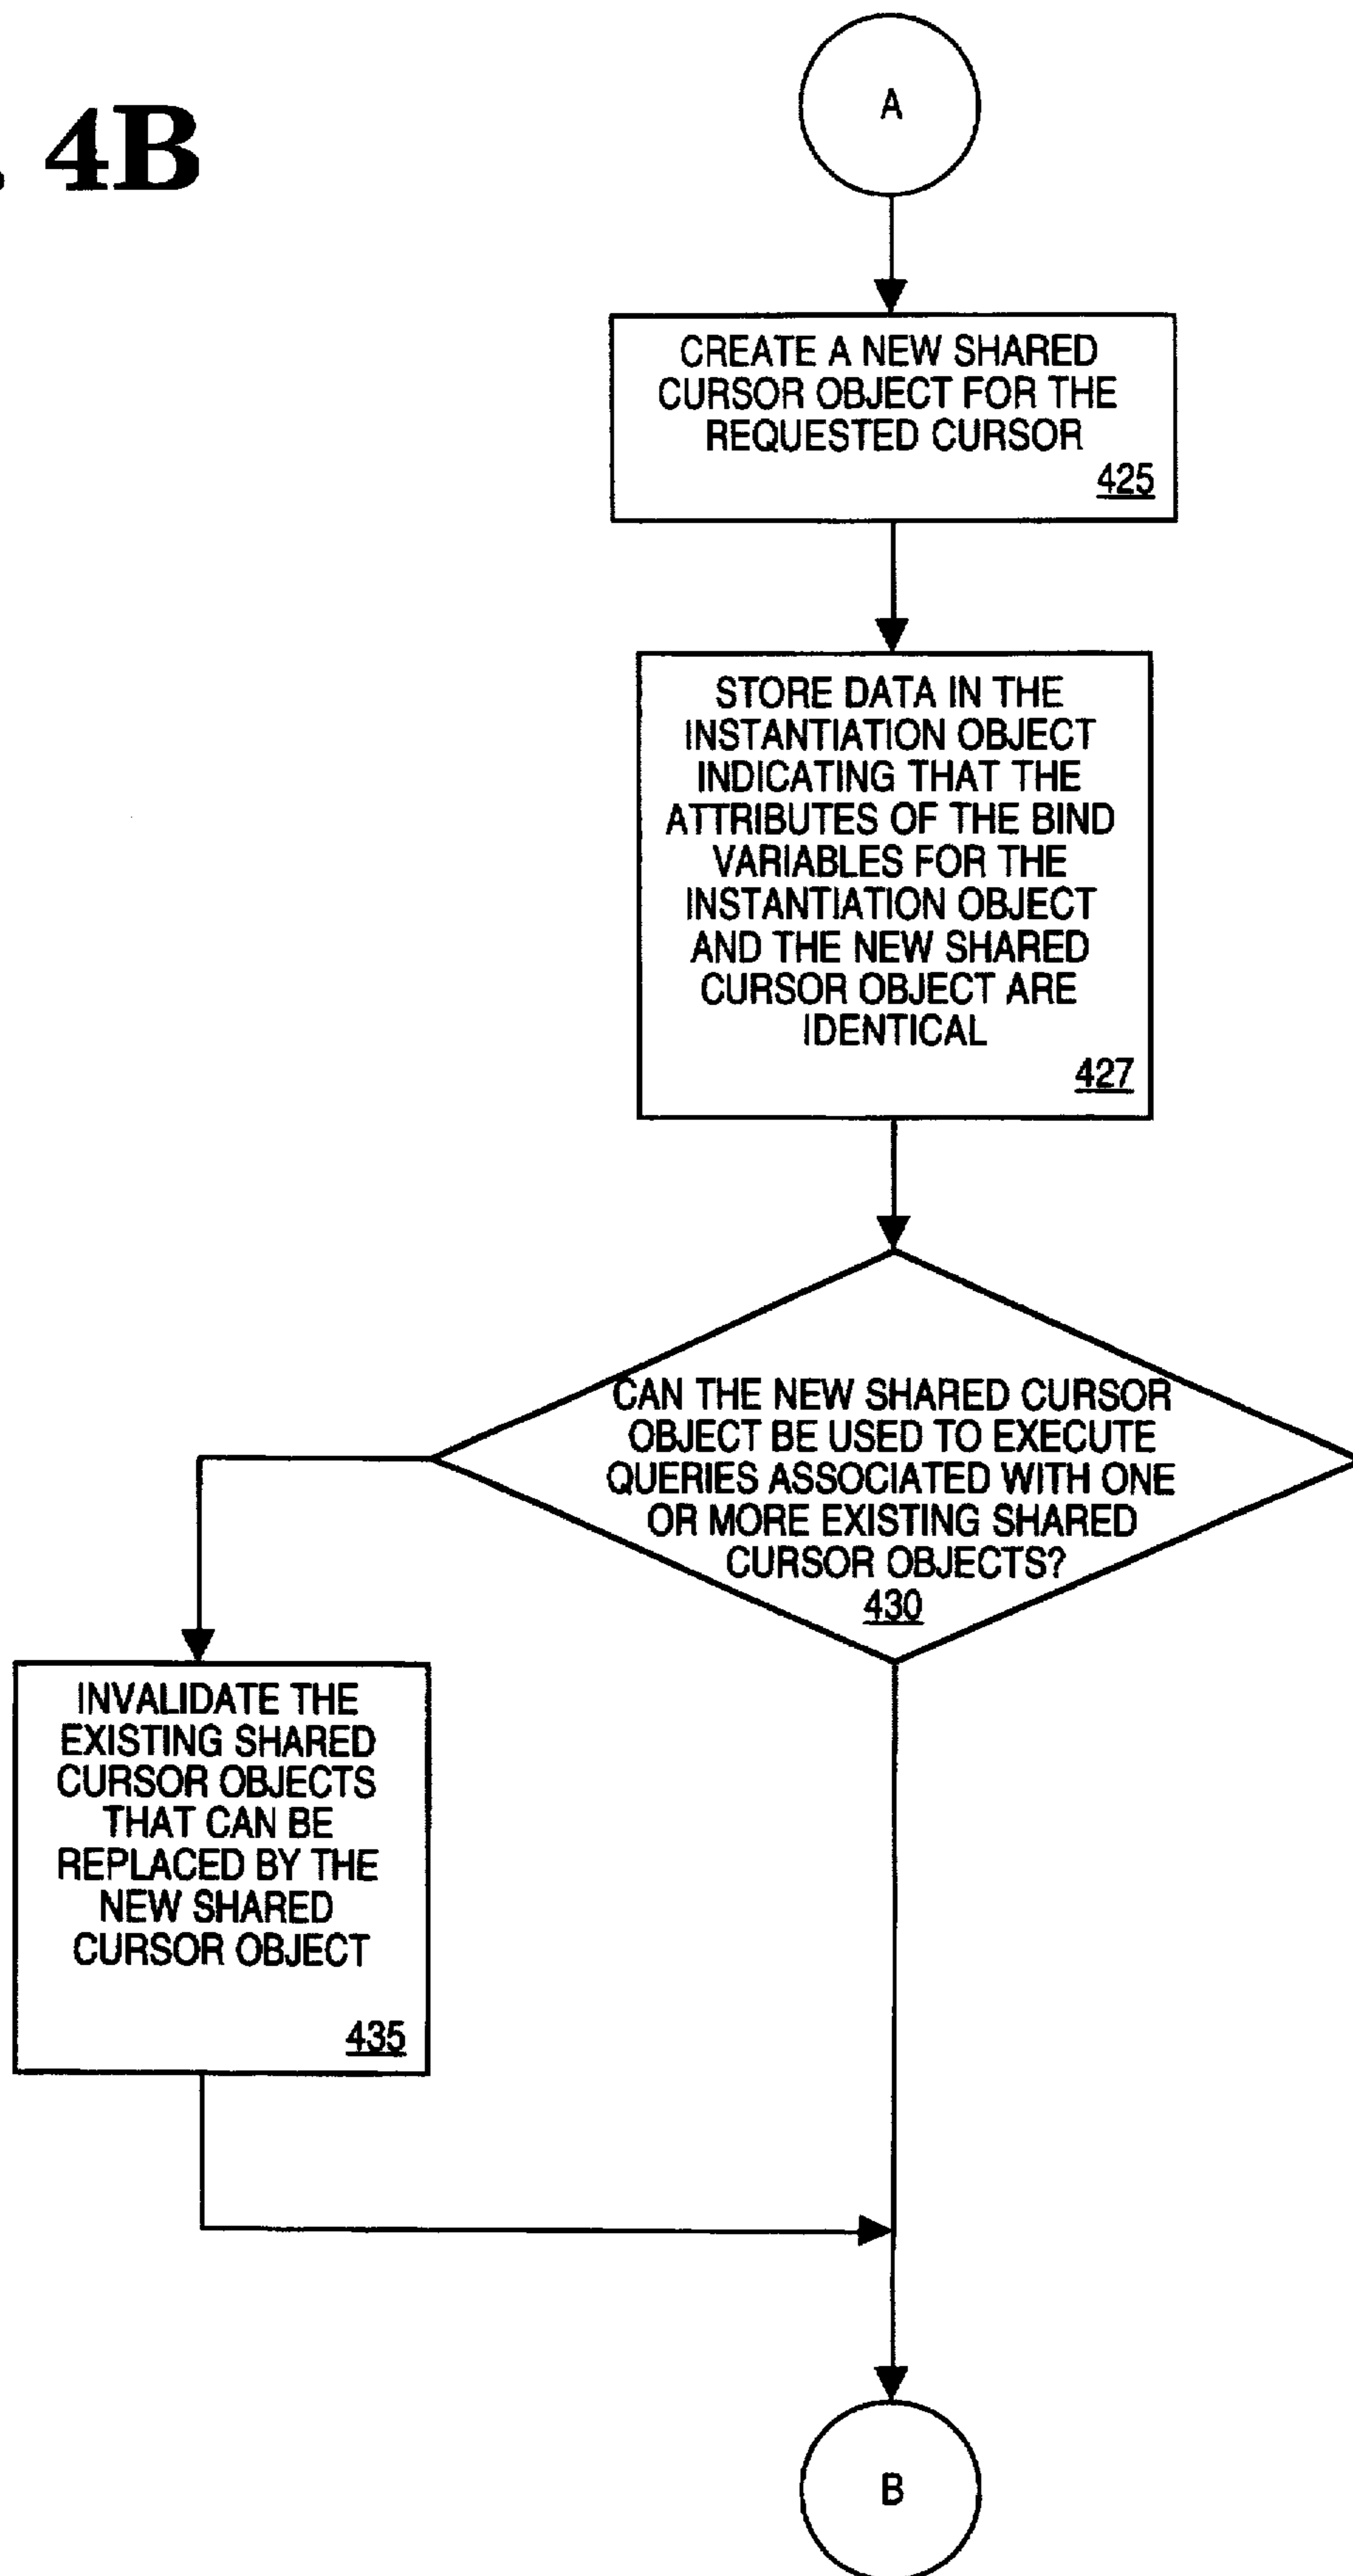 4B
A
CREATE A NEW SHARED
CURSOR OBJECT FOR THE
REQUESTED CURSOR
425
STORE DATA IN THE
INSTANTIATION OBJECT
INDICATING THAT THE
ATTRIBUTES OF THE BIND
VARIABLES FOR THE
INSTANTIATION OBJECT
AND THE NEW SHARED
CURSOR OBJECT ARE
IDENTICAL
427
CAN THE NEW SHARED CURSOR
OBJECT BE USED TO EXECUTE
QUERIES ASSOCIATED WITH ONE
OR MORE EXISTING SHARED
CURSOR OBJECTS?
430
INVALIDATE THE
EXISTING SHARED
CURSOR OBJECTS
THAT CAN BE
REPLACED BY THE
NEW SHARED
CURSOR OBJECT
435
B